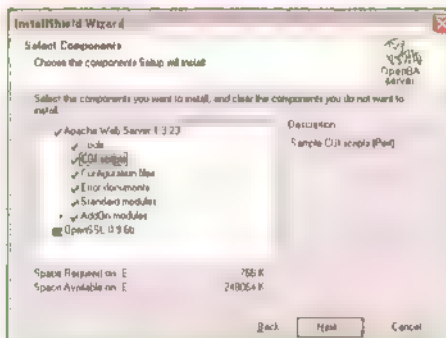 InstallShield Wizard
Select Components
Choose the components Setup will install
OpenBA
server
Select the components you want to install, and clear the components you do not want to
install.
Apache Web Server 1.3.23
CGI scripts
Configuration files
Error documents
Standard modules
AddOn modules
OpenSSL 0.9.6b
Description
Sample CGI scripts (Perl)
Space Required on E 766 K
Space Available on E
Back
Next
Cancel